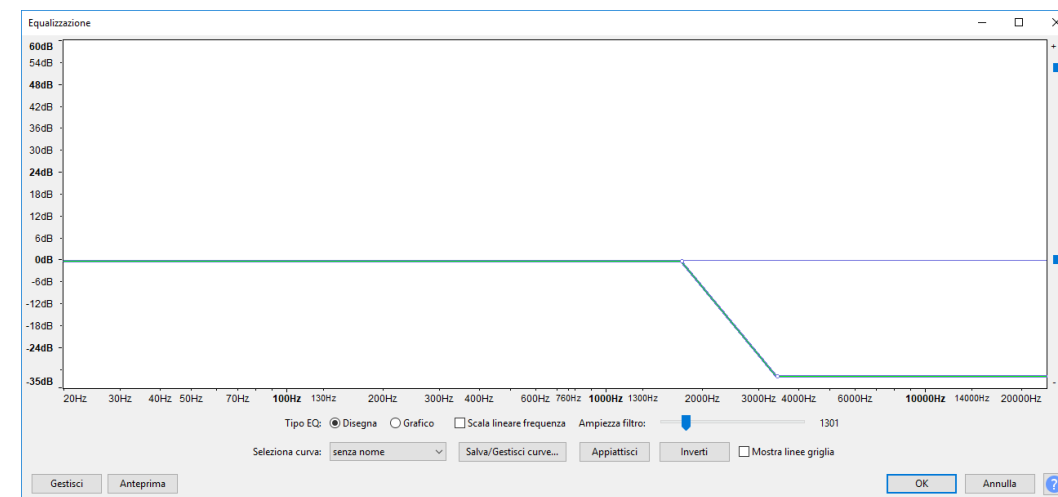 Equalizzazione
60dB
54dB
48dB
42dB
36dB
30dB
24dB
18dB
12dB
6dB
0dB
-6dB
-12dB
-18dB
-24dB
-35dB
20Hz 30Hz 40Hz 50Hz 70Hz 100Hz 130Hz 200Hz 300Hz 400Hz 600Hz 760Hz 1000Hz 1300Hz 2000Hz 3000Hz 4000Hz 6000Hz 10000Hz 14000Hz 20000Hz
Tipo EQ: Disegna Grafico Scala lineare frequenza Ampiezza filtro: 1301
Seleziona curva: senza nome Salva/Gestisci curve... Appiattisci Inverti Mostra linee griglia
Gestisci Anteprima OK Annulla ?